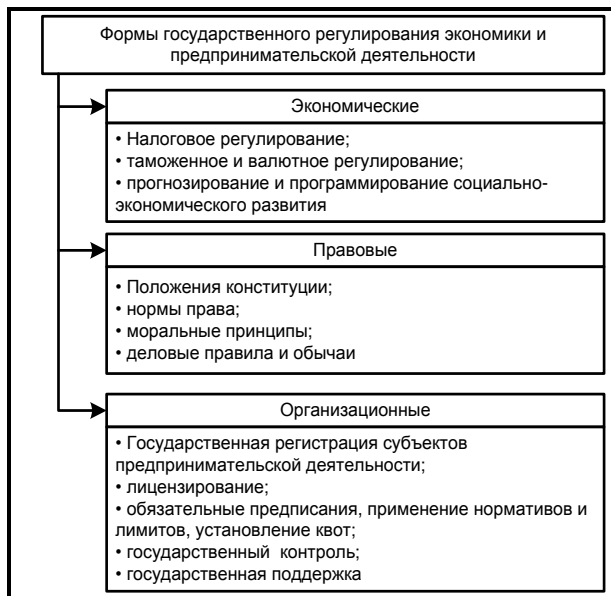 Формы государственного регулирования экономики и
предпринимательской деятельности
Экономические
• Налоговое регулирование;
• таможенное и валютное регулирование;
• прогнозирование и программирование социально-
экономического развития
Правовые
• Положения конституции;
• нормы права;
• моральные принципы;
• деловые правила и обычаи
Организационные
• Государственная регистрация субъектов
предпринимательской деятельности;
• лицензирование;
• обязательные предписания, применение нормативов и
лимитов, установление квот;
• государственный контроль;
• государственная поддержка